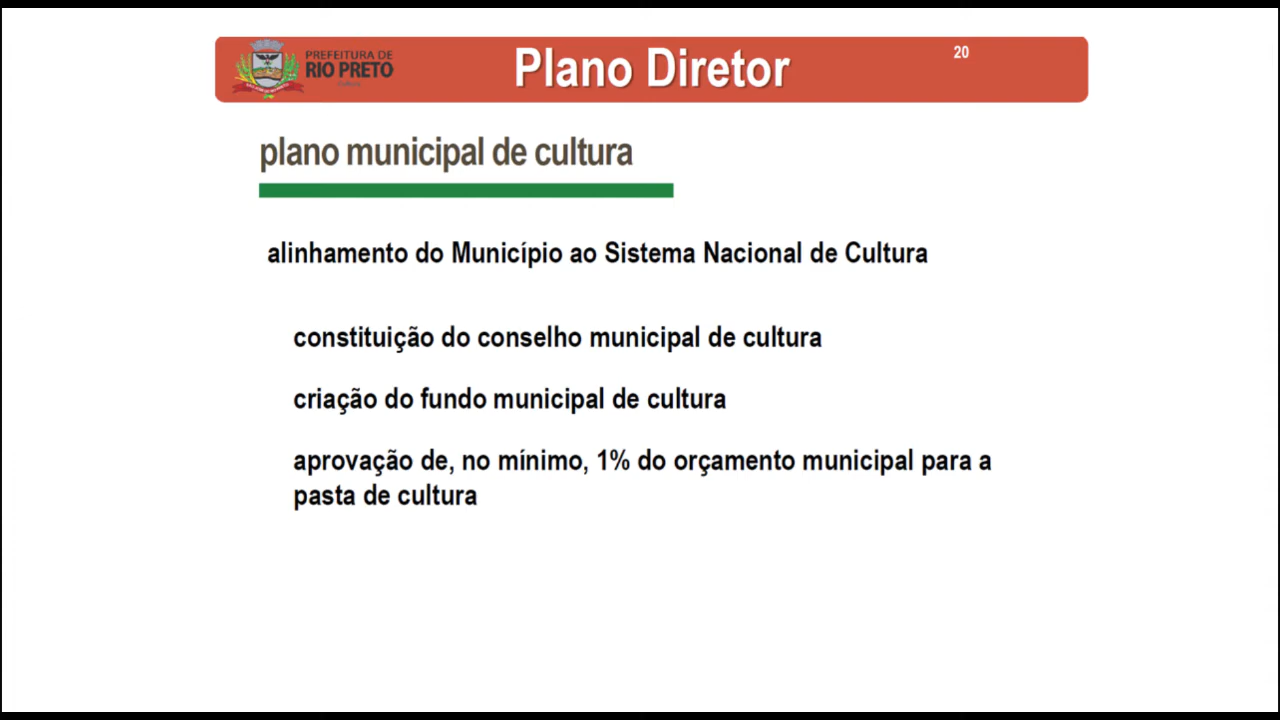 PREFEITURA DE
RIO PRETO
Plano Diretor
20
plano municipal de cultura
alinhamento do Município ao Sistema Nacional de Cultura
constituição do conselho municipal de cultura
criação do fundo municipal de cultura
aprovação de, no mínimo, 1% do orçamento municipal para a
pasta de cultura